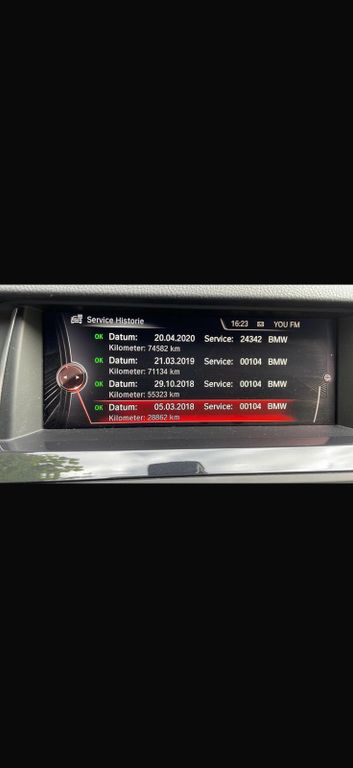 Service Historie 16:23 YOU FM
OK Datum: 20.04.2020 Service: 24342 BMW
Kilometer: 74582 km
OK Datum: 21.03.2019 Service: 00104 BMW
Kilometer: 71134 km
OK Datum: 29.10.2018 Service: 00104 BMW
Kilometer: 55323 km
OK Datum: 05.03.2018 Service: 00104 BMW
Kilometer: 28862 km